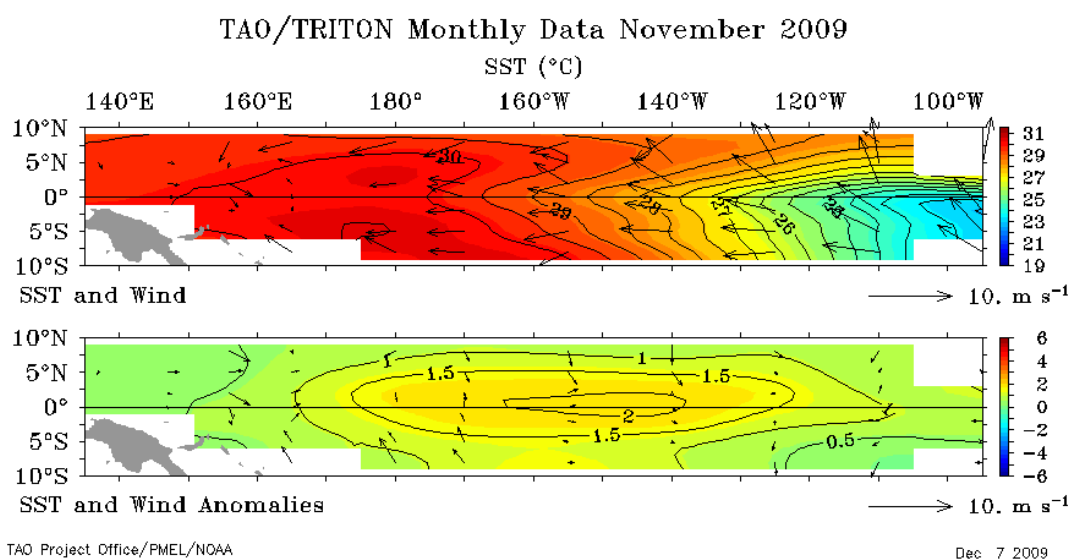 TAO/TRITON Monthly Data November 2009
SST (°C)
140°E 160°E 180° 160°W 140°W 120°W 100°W
10°N
5°N
0°
5°S
10°S
30
29
28
27
26
25
31
29
27
25
23
21
19
SST and Wind
10. m s⁻¹
10°N
5°N
0°
5°S
10°S
1
1
1.5
1.5
2
1.5
1
0.5
6
4
2
0
−2
−4
−6
SST and Wind Anomalies
10. m s⁻¹
TAO Project Office/PMEL/NOAA
Dec 7 2009